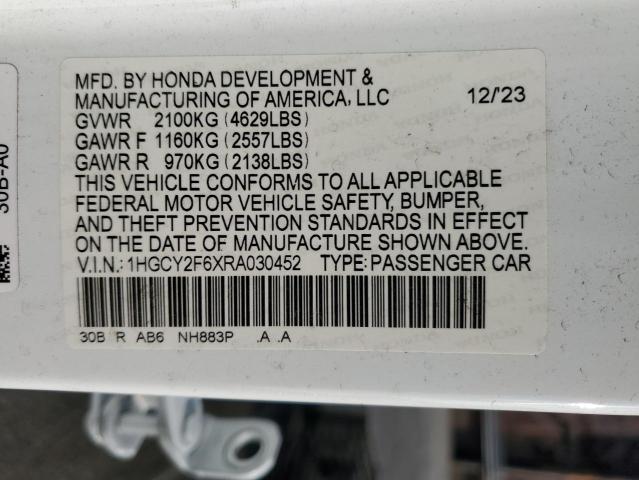 MFD. BY HONDA DEVELOPMENT &
MANUFACTURING OF AMERICA, LLC 12/'23
GVWR 2100KG (4629LBS)
GAWR F 1160KG (2557LBS)
GAWR R 970KG (2138LBS)
THIS VEHICLE CONFORMS TO ALL APPLICABLE
FEDERAL MOTOR VEHICLE SAFETY, BUMPER,
AND THEFT PREVENTION STANDARDS IN EFFECT
ON THE DATE OF MANUFACTURE SHOWN ABOVE.
V.I.N.: 1HGCY2F6XRA030452 TYPE: PASSENGER CAR
30B R AB6 NH883P .A .A
30B-A0